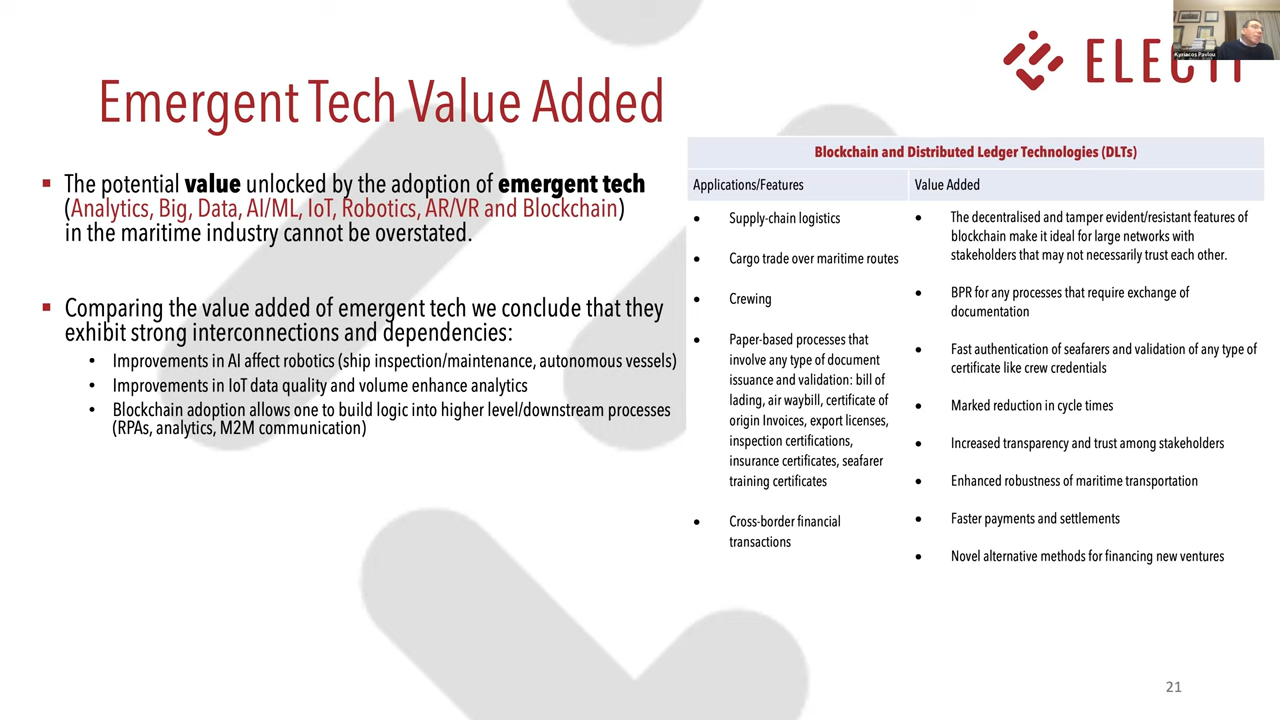 Kyriacos Pavlou
Emergent Tech Value Added
▪ The potential value unlocked by the adoption of emergent tech
(Analytics, Big, Data, AI/ML, IoT, Robotics, AR/VR and Blockchain)
in the maritime industry cannot be overstated.
▪ Comparing the value added of emergent tech we conclude that they
exhibit strong interconnections and dependencies:
• Improvements in AI affect robotics (ship inspection/maintenance, autonomous vessels)
• Improvements in IoT data quality and volume enhance analytics
• Blockchain adoption allows one to build logic into higher level/downstream processes
(RPAs, analytics, M2M communication)
Blockchain and Distributed Ledger Technologies (DLTs)
Applications/Features
• Supply-chain logistics
• Cargo trade over maritime routes
• Crewing
• Paper-based processes that
involve any type of document
issuance and validation: bill of
lading, air waybill, certificate of
origin Invoices, export licenses,
inspection certifications,
insurance certificates, seafarer
training certificates
• Cross-border financial
transactions
Value Added
• The decentralised and tamper evident/resistant features of
blockchain make it ideal for large networks with
stakeholders that may not necessarily trust each other.
• BPR for any processes that require exchange of
documentation
• Fast authentication of seafarers and validation of any type of
certificate like crew credentials
• Marked reduction in cycle times
• Increased transparency and trust among stakeholders
• Enhanced robustness of maritime transportation
• Faster payments and settlements
• Novel alternative methods for financing new ventures
21